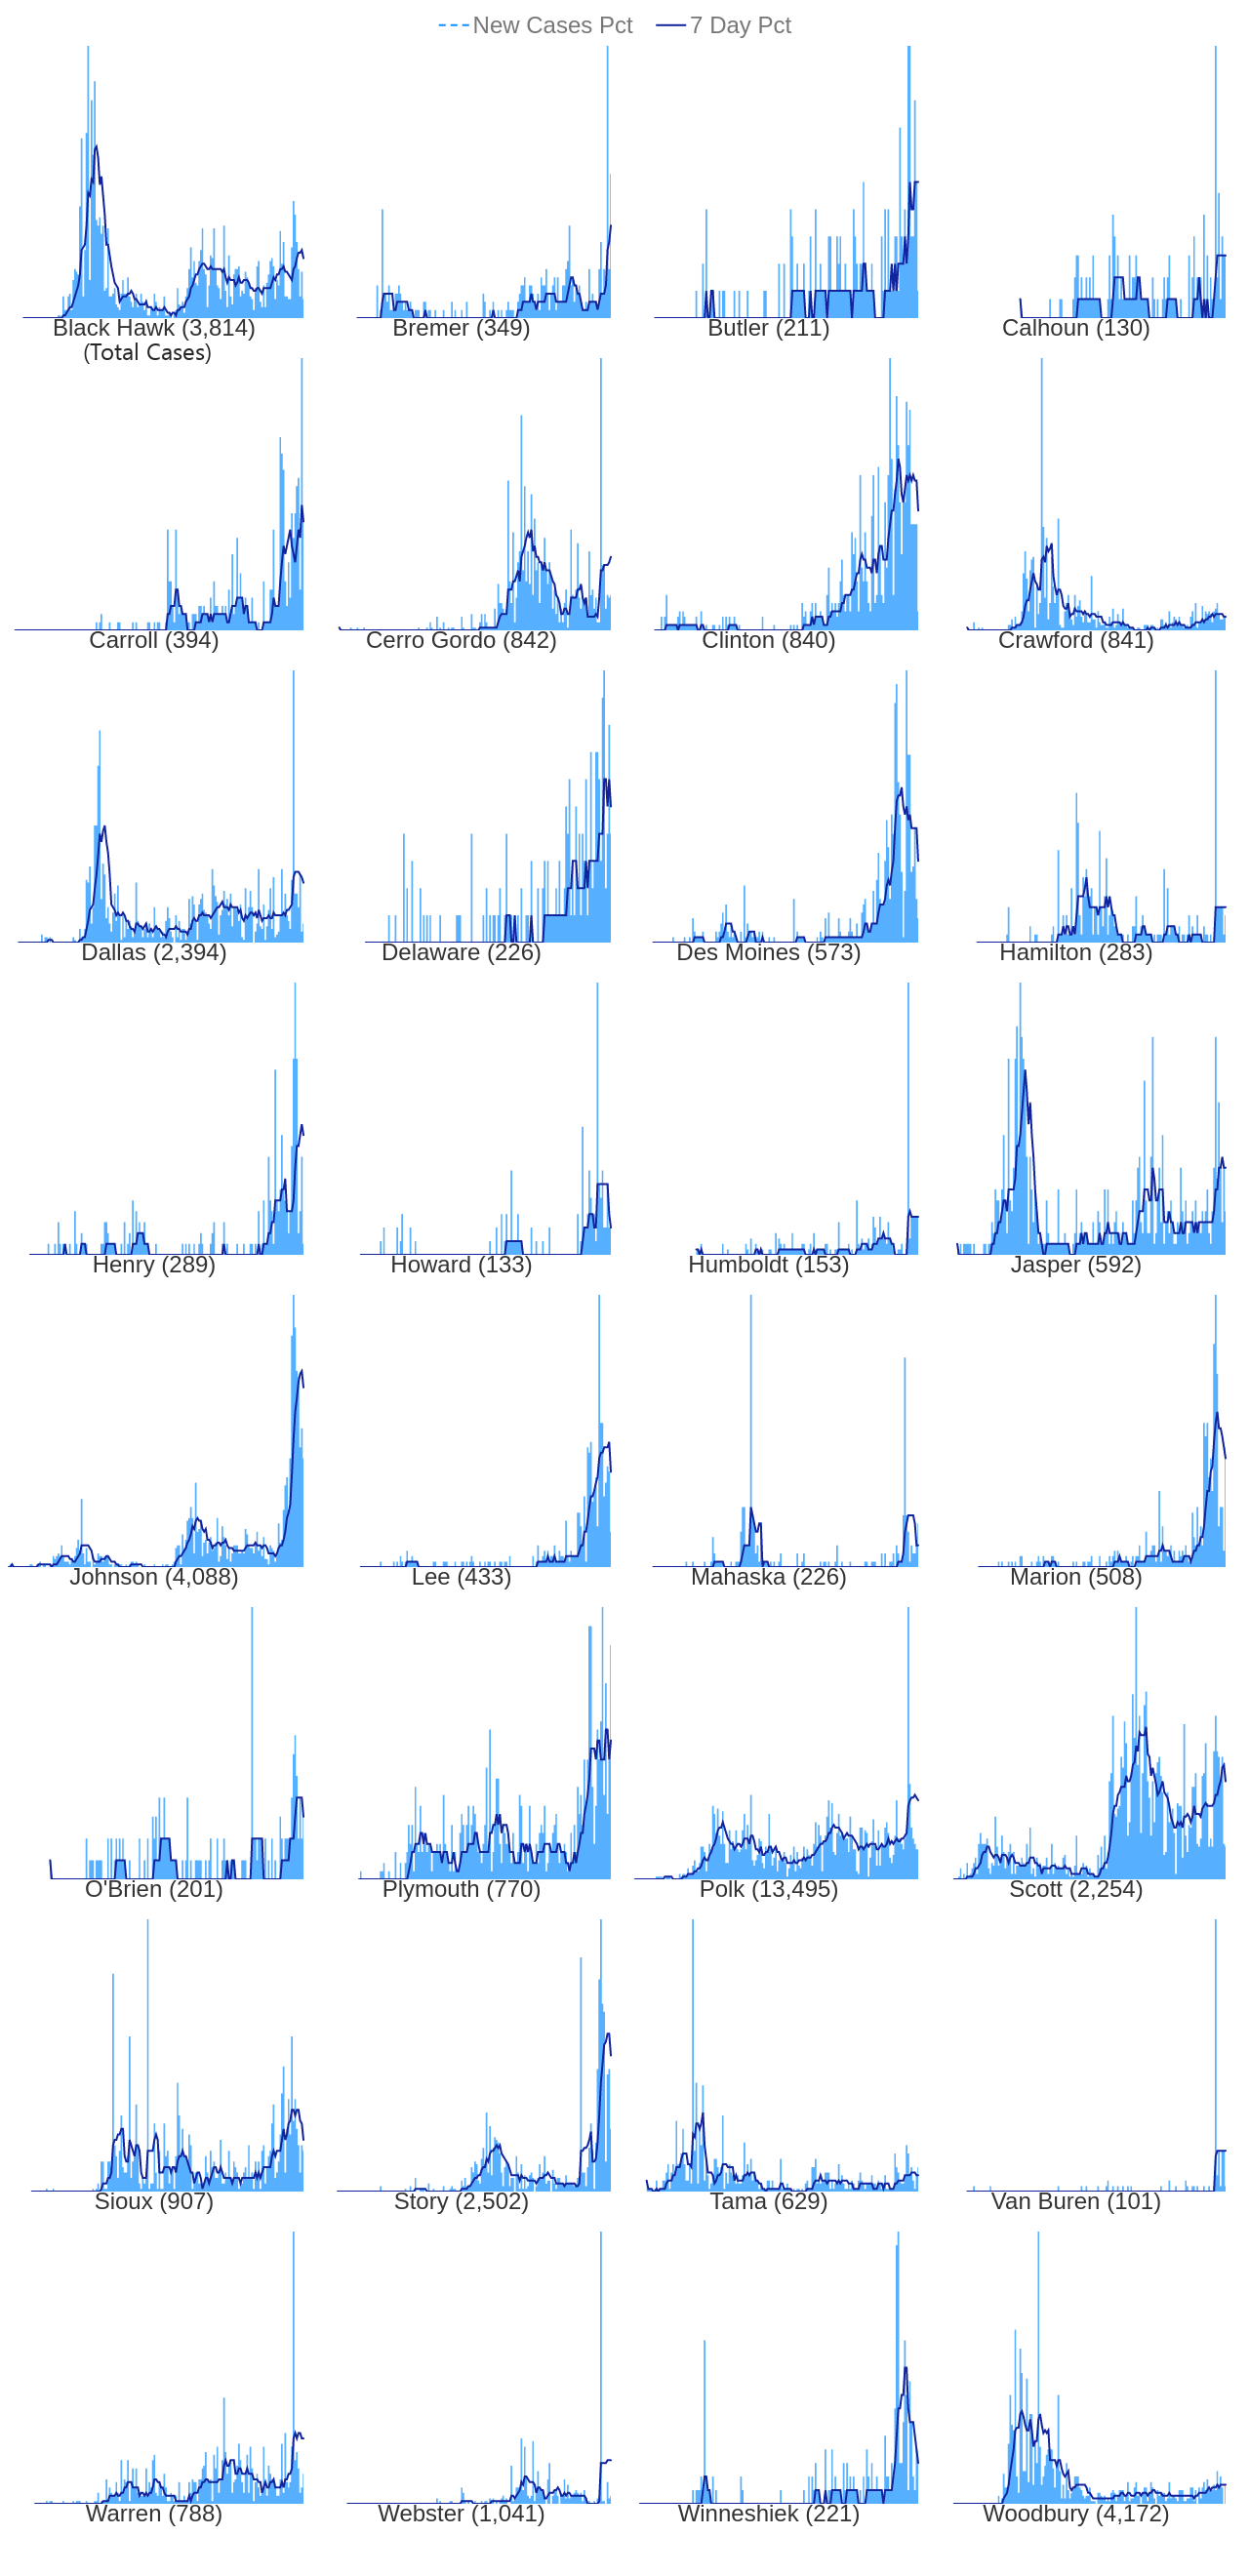 New Cases Pct 7 Day Pct
Black Hawk (3,814) Bremer (349) Butler (211) Calhoun (130)
(Total Cases)
Carroll (394) Cerro Gordo (842) Clinton (840) Crawford (841)
Dallas (2,394) Delaware (226) Des Moines (573) Hamilton (283)
Henry (289) Howard (133) Humboldt (153) Jasper (592)
Johnson (4,088) Lee (433) Mahaska (226) Marion (508)
O'Brien (201) Plymouth (770) Polk (13,495) Scott (2,254)
Sioux (907) Story (2,502) Tama (629) Van Buren (101)
Warren (788) Webster (1,041) Winneshiek (221) Woodbury (4,172)